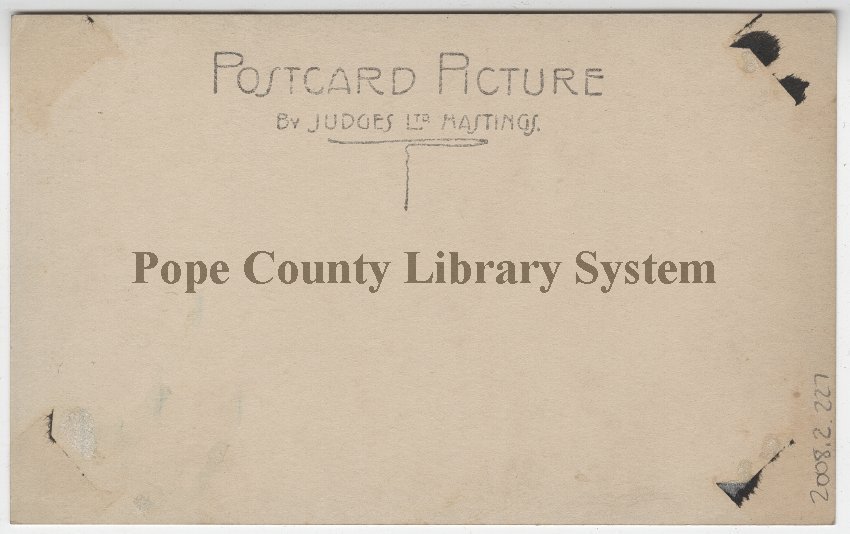 POSTCARD PICTURE
BY JUDGES LTD HASTINGS.
Pope County Library System
2008.2.227